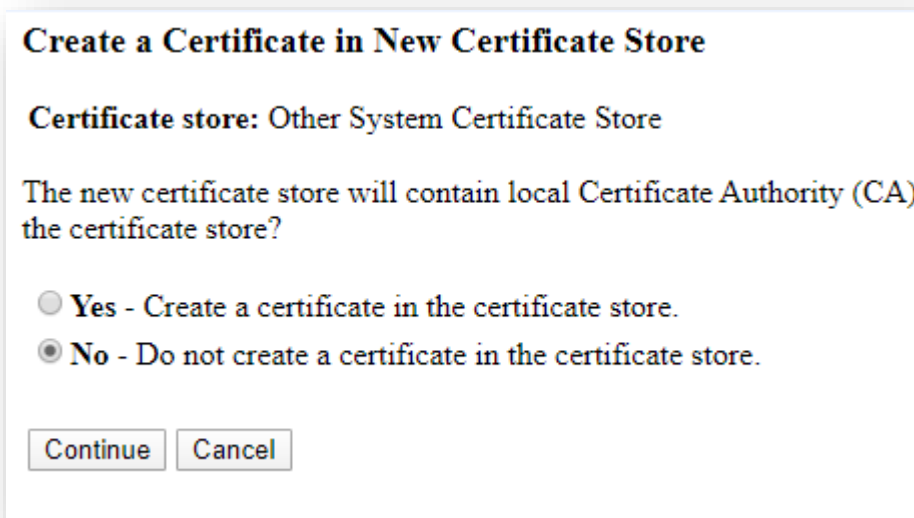 Create a Certificate in New Certificate Store
Certificate store: Other System Certificate Store
The new certificate store will contain local Certificate Authority (CA)
the certificate store?
Yes - Create a certificate in the certificate store.
No - Do not create a certificate in the certificate store.
Continue Cancel